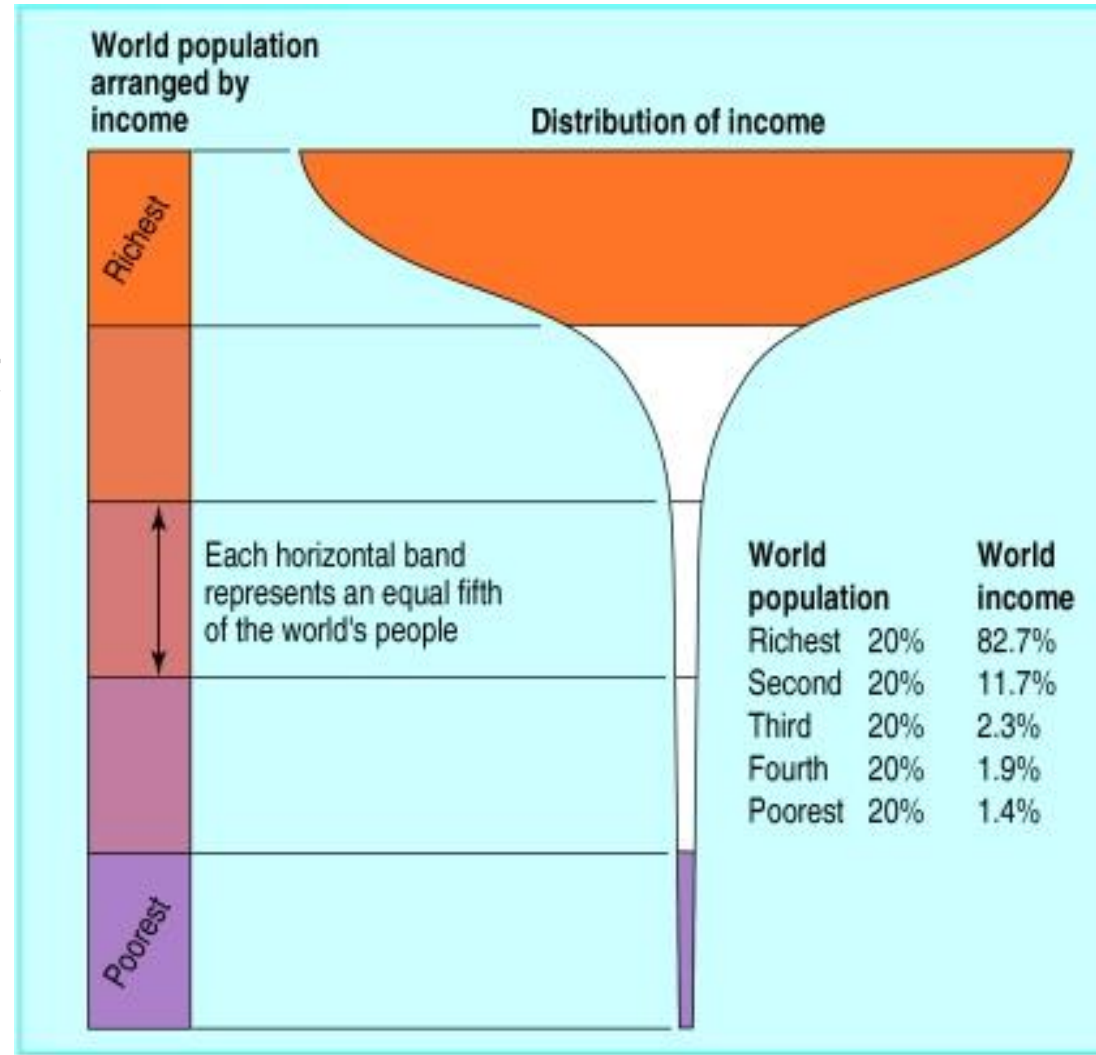 World population
arranged by
income
Distribution of income
Richest
Each horizontal band
represents an equal fifth
of the world's people
Poorest
World population World income
Richest 20% 82.7%
Second 20% 11.7%
Third 20% 2.3%
Fourth 20% 1.9%
Poorest 20% 1.4%